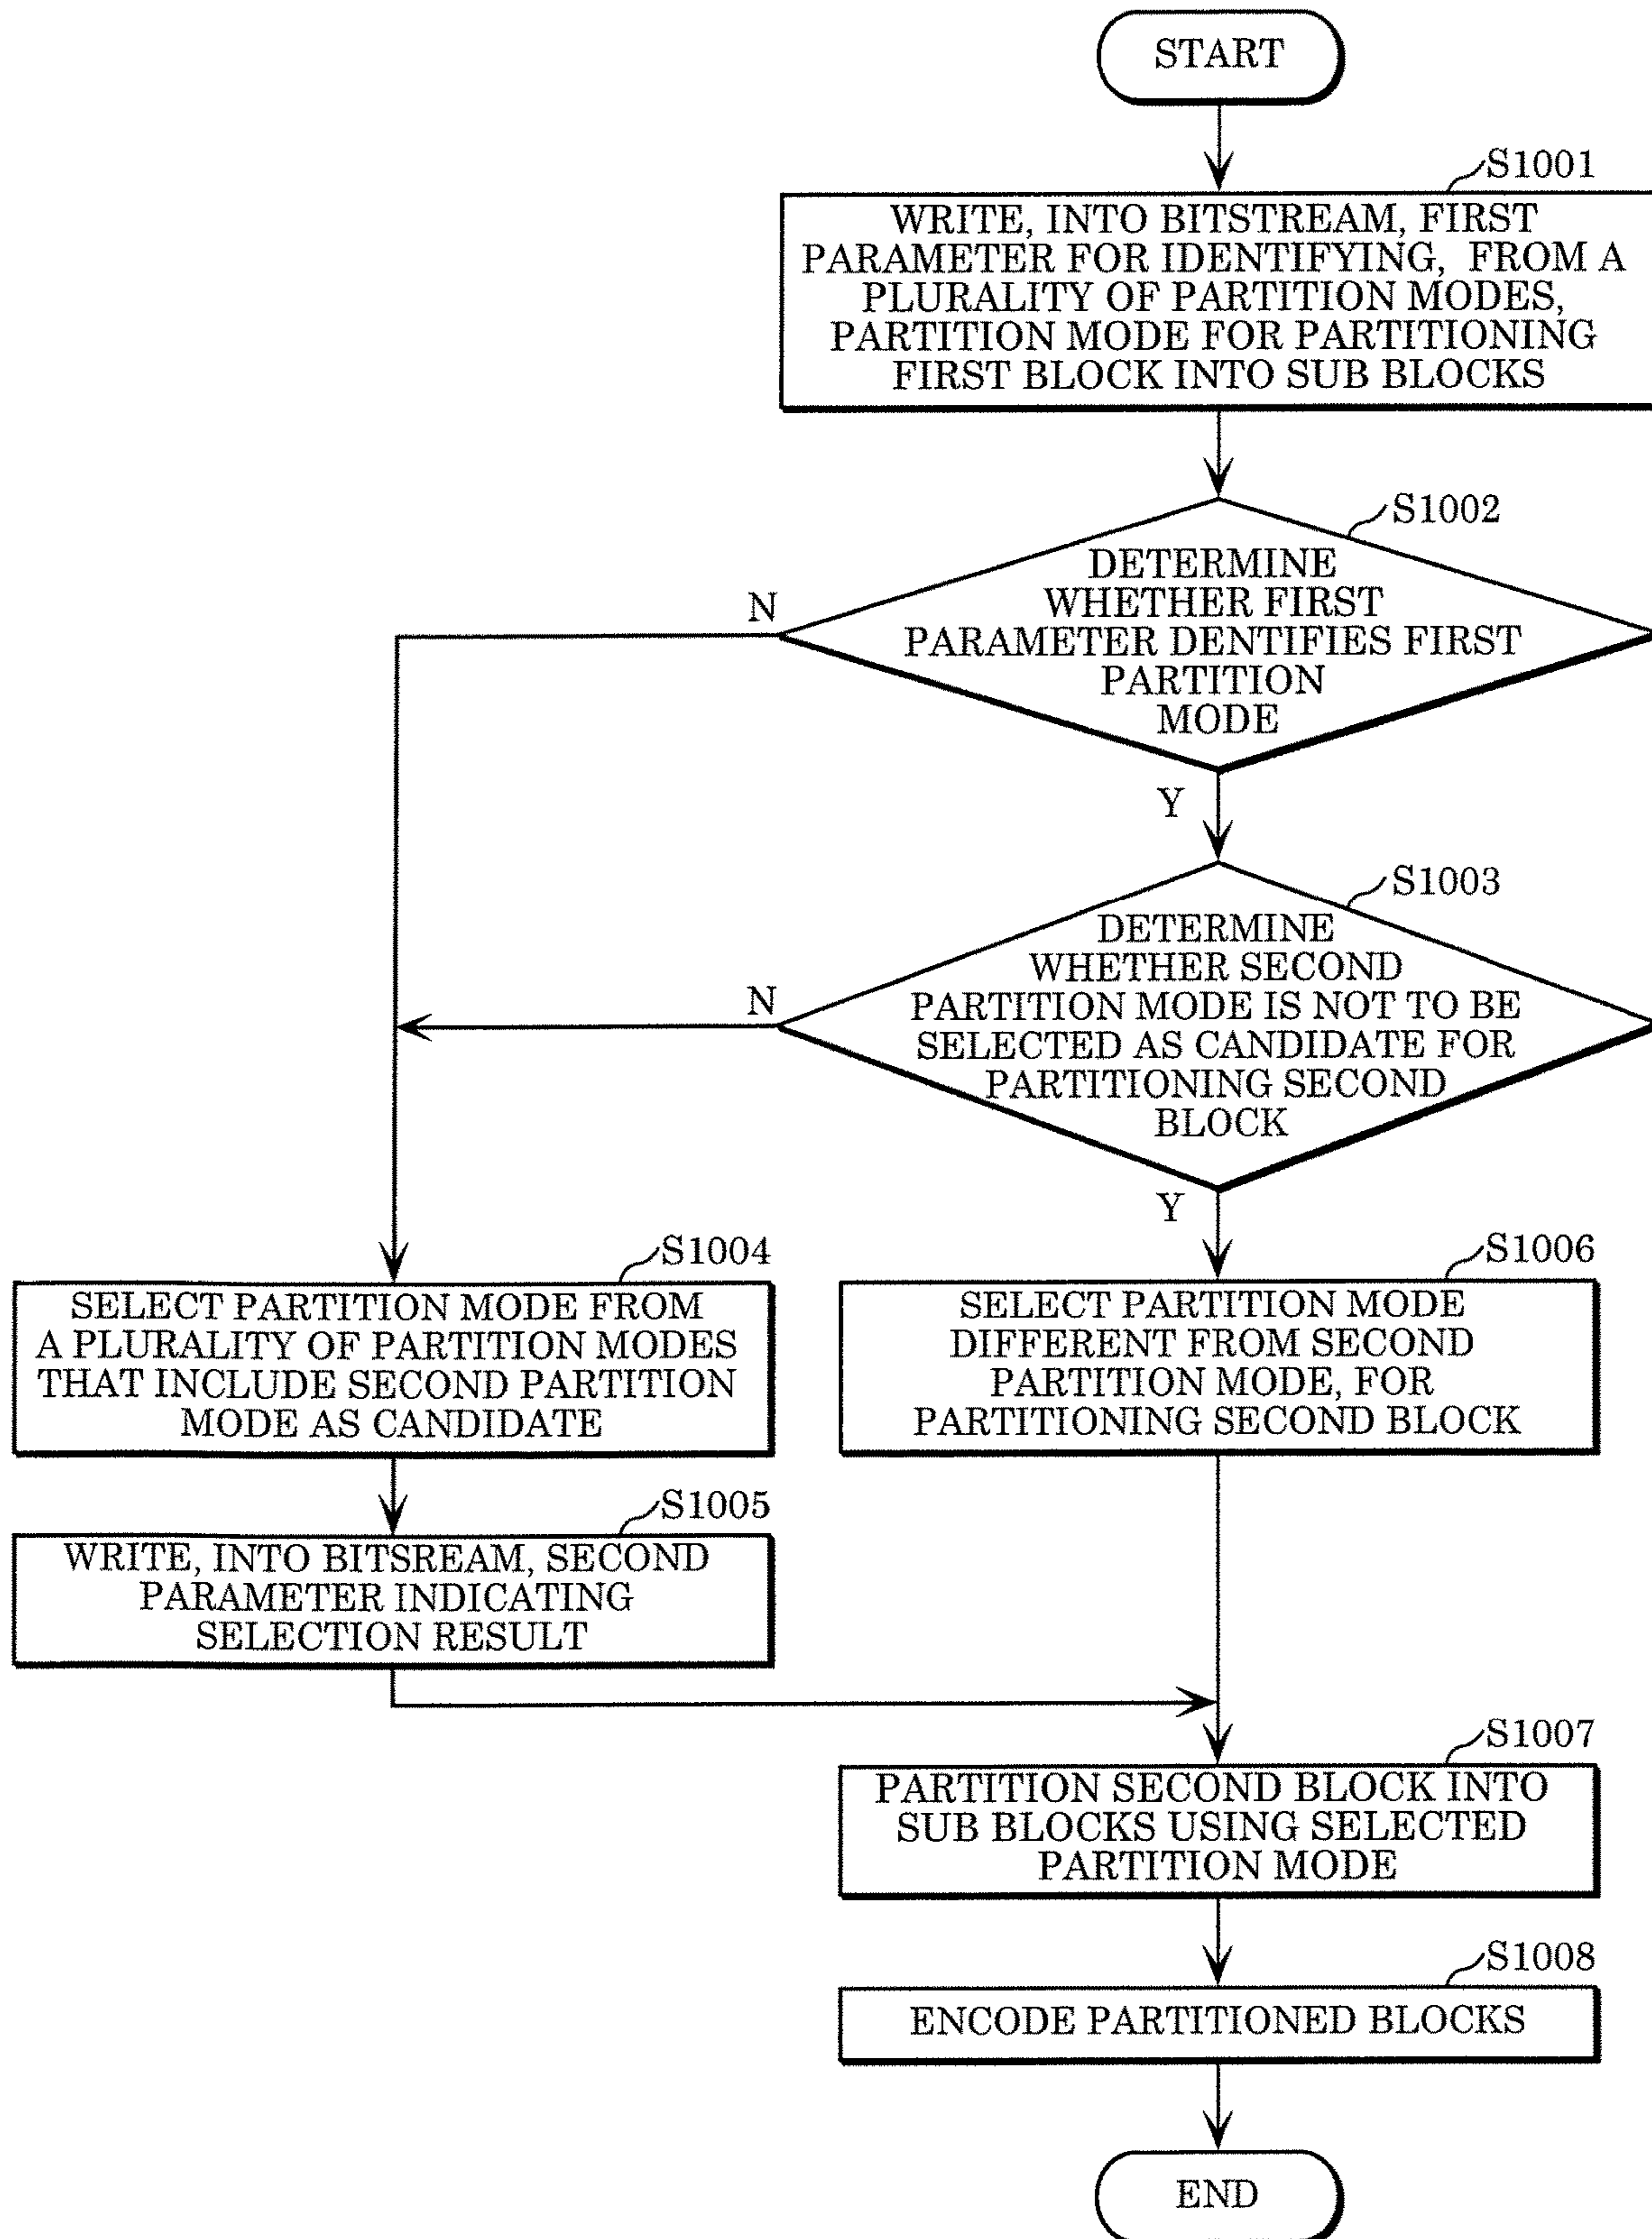 START
S1001
WRITE, INTO BITSTREAM, FIRST
PARAMETER FOR IDENTIFYING, FROM A
PLURALITY OF PARTITION MODES,
PARTITION MODE FOR PARTITIONING
FIRST BLOCK INTO SUB BLOCKS
S1002
DETERMINE
WHETHER FIRST
PARAMETER DENTIFIES FIRST
PARTITION
MODE
N
Y
S1003
DETERMINE
WHETHER SECOND
PARTITION MODE IS NOT TO BE
SELECTED AS CANDIDATE FOR
PARTITIONING SECOND
BLOCK
N
Y
S1004
SELECT PARTITION MODE FROM
A PLURALITY OF PARTITION MODES
THAT INCLUDE SECOND PARTITION
MODE AS CANDIDATE
S1006
SELECT PARTITION MODE
DIFFERENT FROM SECOND
PARTITION MODE, FOR
PARTITIONING SECOND BLOCK
S1005
WRITE, INTO BITSREAM, SECOND
PARAMETER INDICATING
SELECTION RESULT
S1007
PARTITION SECOND BLOCK INTO
SUB BLOCKS USING SELECTED
PARTITION MODE
S1008
ENCODE PARTITIONED BLOCKS
END